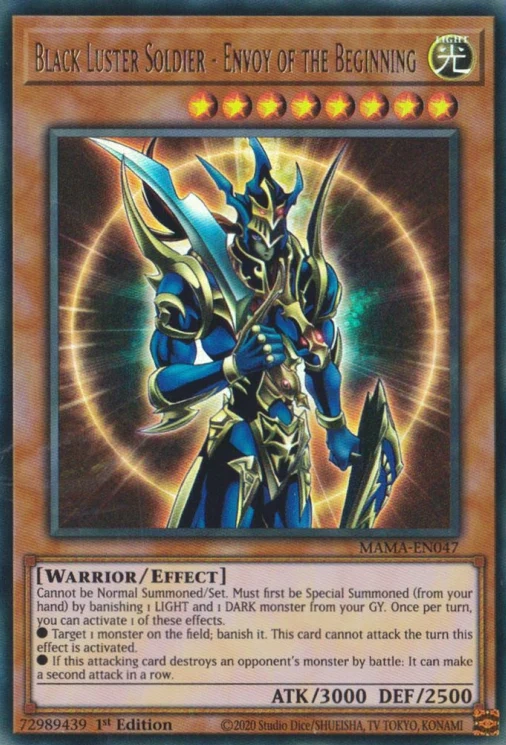 Black Luster Soldier - Envoy of the Beginning
LIGHT
光
MAMA-EN047
[Warrior/Effect]
Cannot be Normal Summoned/Set. Must first be Special Summoned (from your
hand) by banishing 1 LIGHT and 1 DARK monster from your GY. Once per turn,
you can activate 1 of these effects.
● Target 1 monster on the field; banish it. This card cannot attack the turn this
effect is activated.
● If this attacking card destroys an opponent's monster by battle: It can make
a second attack in a row.
ATK/3000 DEF/2500
72989439 1st Edition ©2020 Studio Dice/SHUEISHA, TV TOKYO, KONAMI